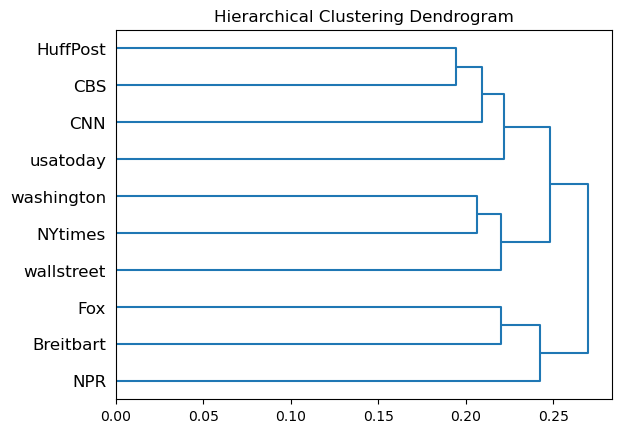 Hierarchical Clustering Dendrogram
HuffPost
CBS
CNN
usatoday
washington
NYtimes
wallstreet
Fox
Breitbart
NPR
0.00 0.05 0.10 0.15 0.20 0.25